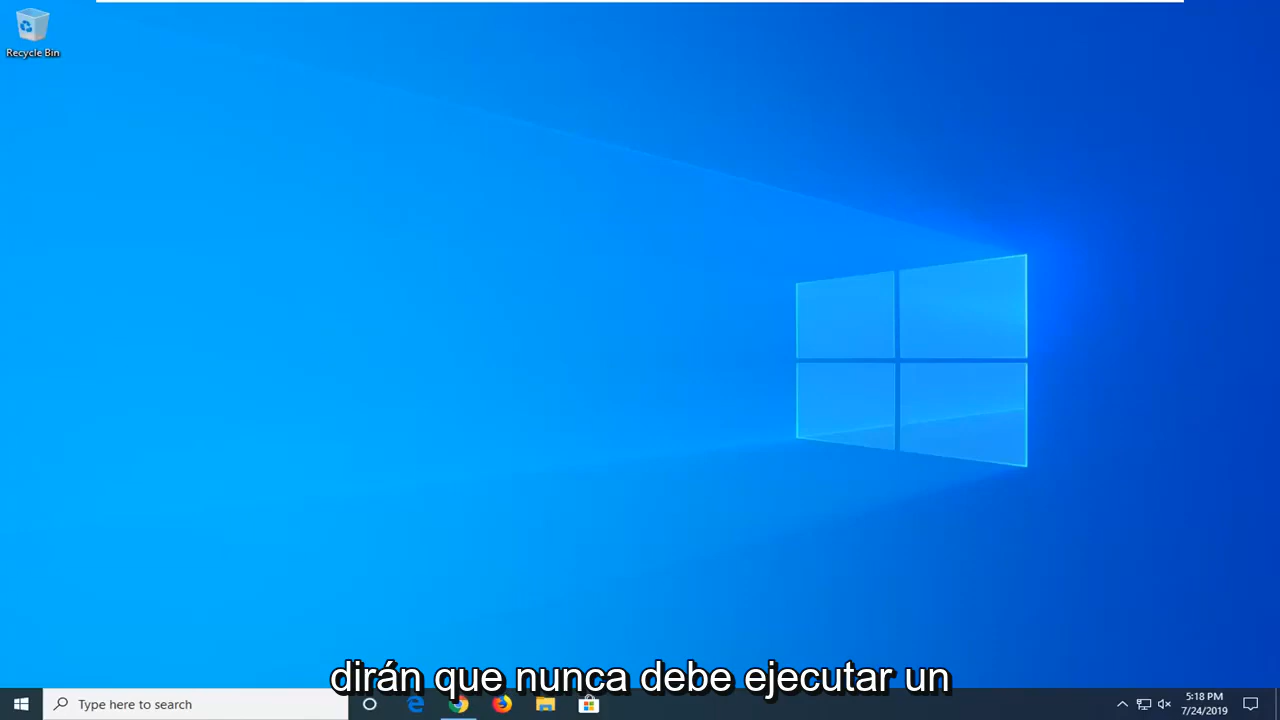 Recycle Bin
dirán que nunca debe ejecutar un
Type here to search
5:18 PM
7/24/2019